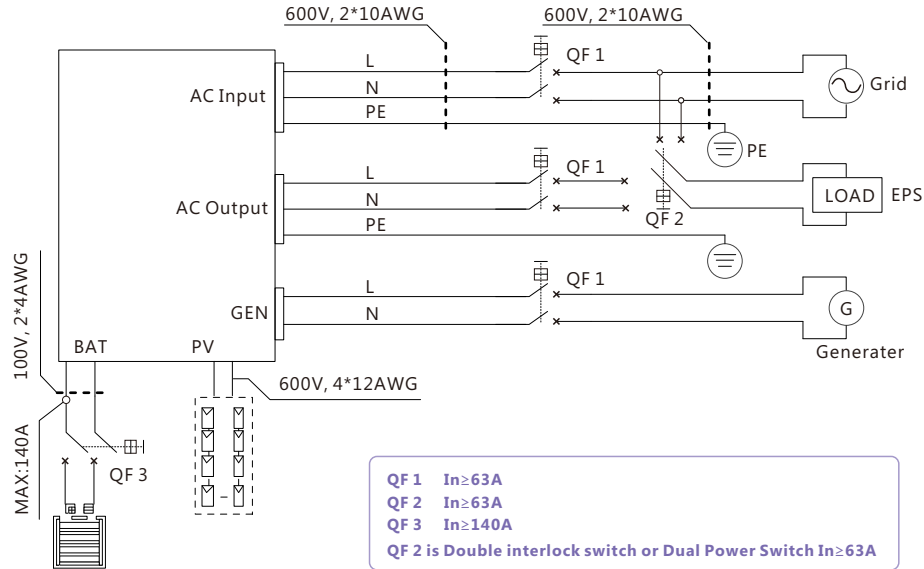 600V, 2*10AWG
600V, 2*10AWG
AC Input
L
N
PE
QF 1
Grid
PE
AC Output
L
N
PE
QF 1
QF 2
LOAD
EPS
GEN
L
N
QF 1
G
Generater
BAT
PV
100V, 2*4AWG
600V, 4*12AWG
MAX:140A
QF 3
QF 1 In≥63A
QF 2 In≥63A
QF 3 In≥140A
QF 2 is Double interlock switch or Dual Power Switch In≥63A